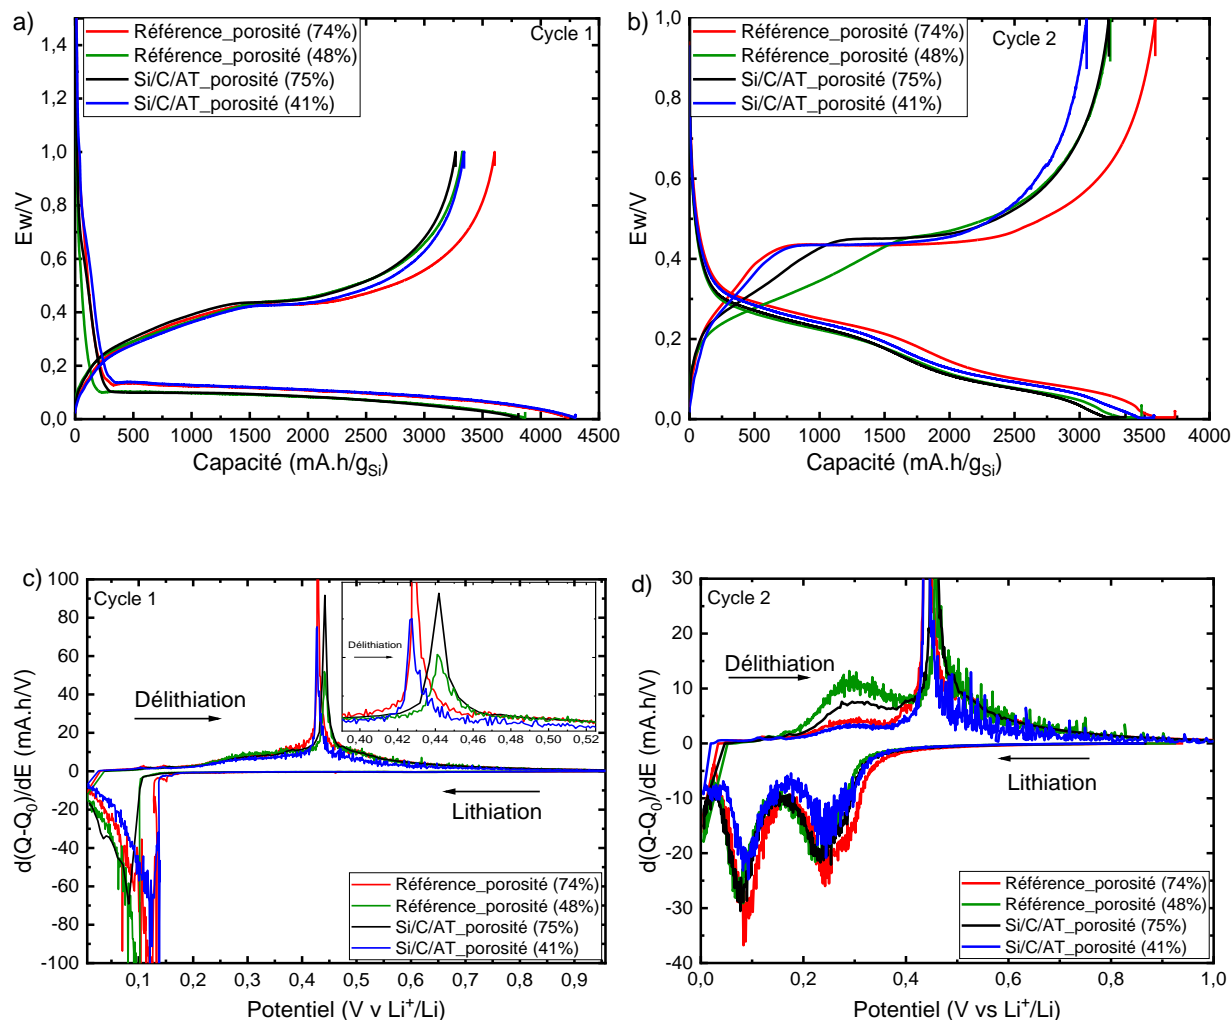 a)
Référence_porosité (74%)
Référence_porosité (48%)
Si/C/AT_porosité (75%)
Si/C/AT_porosité (41%)
Cycle 1
1,4
1,2
1,0
0,8
0,6
0,4
0,2
0,0
Ew/V
0 500 1000 1500 2000 2500 3000 3500 4000 4500
Capacité (mA.h/gSi)
b)
Référence_porosité (74%)
Référence_porosité (48%)
Si/C/AT_porosité (75%)
Si/C/AT_porosité (41%)
Cycle 2
1,0
0,8
0,6
0,4
0,2
0,0
Ew/V
0 500 1000 1500 2000 2500 3000 3500 4000
Capacité (mA.h/gSi)
c)
Cycle 1
100
80
60
40
20
0
-20
-40
-60
-80
-100
d(Q-Q0)/dE (mA.h/V)
Délithiation
Délithiation
0,40 0,42 0,44 0,46 0,48 0,50 0,52
Lithiation
Référence_porosité (74%)
Référence_porosité (48%)
Si/C/AT_porosité (75%)
Si/C/AT_porosité (41%)
0,1 0,2 0,3 0,4 0,5 0,6 0,7 0,8 0,9
Potentiel (V v Li+/Li)
d)
Cycle 2
30
20
10
0
-10
-20
-30
-40
d(Q-Q0)/dE (mA.h/V)
Délithiation
Lithiation
Référence_porosité (74%)
Référence_porosité (48%)
Si/C/AT_porosité (75%)
Si/C/AT_porosité (41%)
0,0 0,2 0,4 0,6 0,8 1,0
Potentiel (V vs Li+/Li)